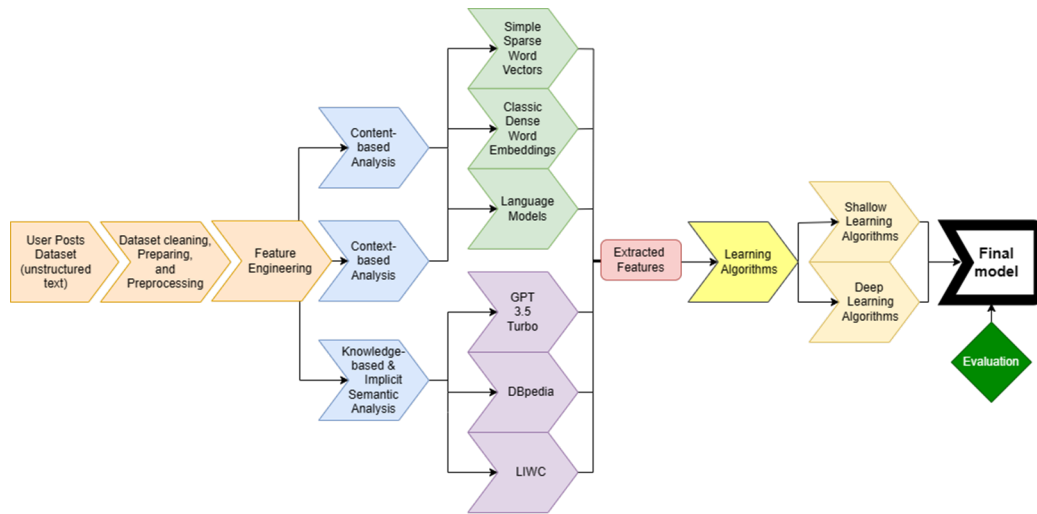 User Posts
Dataset
(unstructured
text)
Dataset cleaning,
Preparing,
and
Preprocessing
Feature
Engineering
Content-
based
Analysis
Context-
based
Analysis
Knowledge-
based & 
Implicit
Semantic
Analysis
Simple
Sparse
Word
Vectors
Classic
Dense
Word
Embeddings
Language
Models
GPT
3.5
Turbo
DBpedia
LIWC
Extracted
Features
Learning
Algorithms
Shallow
Learning
Algorithms
Deep
Learning
Algorithms
Final
model
Evaluation